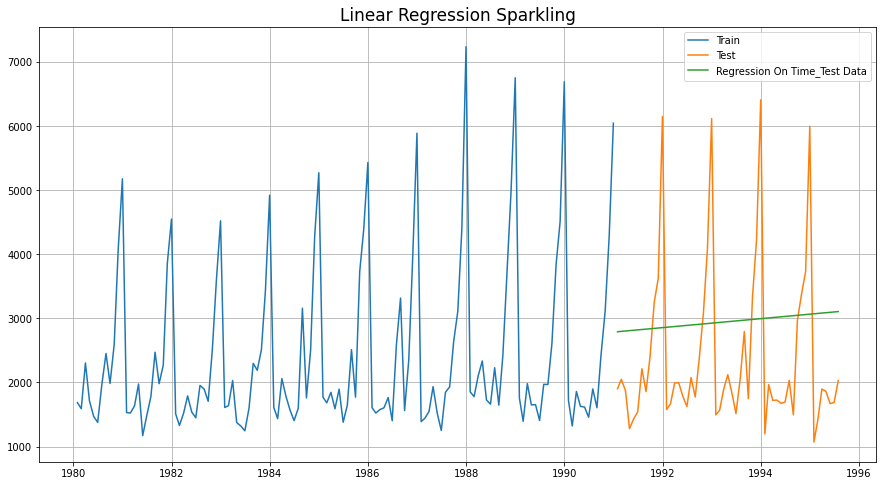 Linear Regression Sparkling
Train
Test
Regression On Time_Test Data
7000
6000
5000
4000
3000
2000
1000
1980 1982 1984 1986 1988 1990 1992 1994 1996